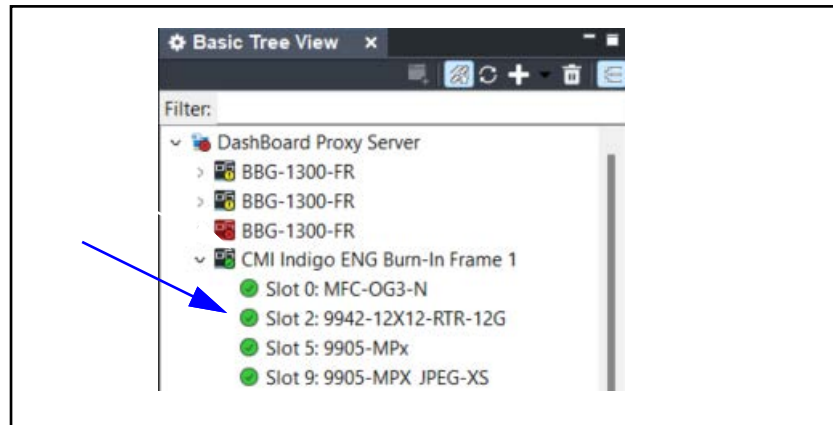 Basic Tree View
Filter:
DashBoard Proxy Server
BBG-1300-FR
BBG-1300-FR
BBG-1300-FR
CMI Indigo ENG Burn-In Frame 1
Slot 0: MFC-OG3-N
Slot 2: 9942-12X12-RTR-12G
Slot 5: 9905-MPx
Slot 9: 9905-MPX JPEG-XS